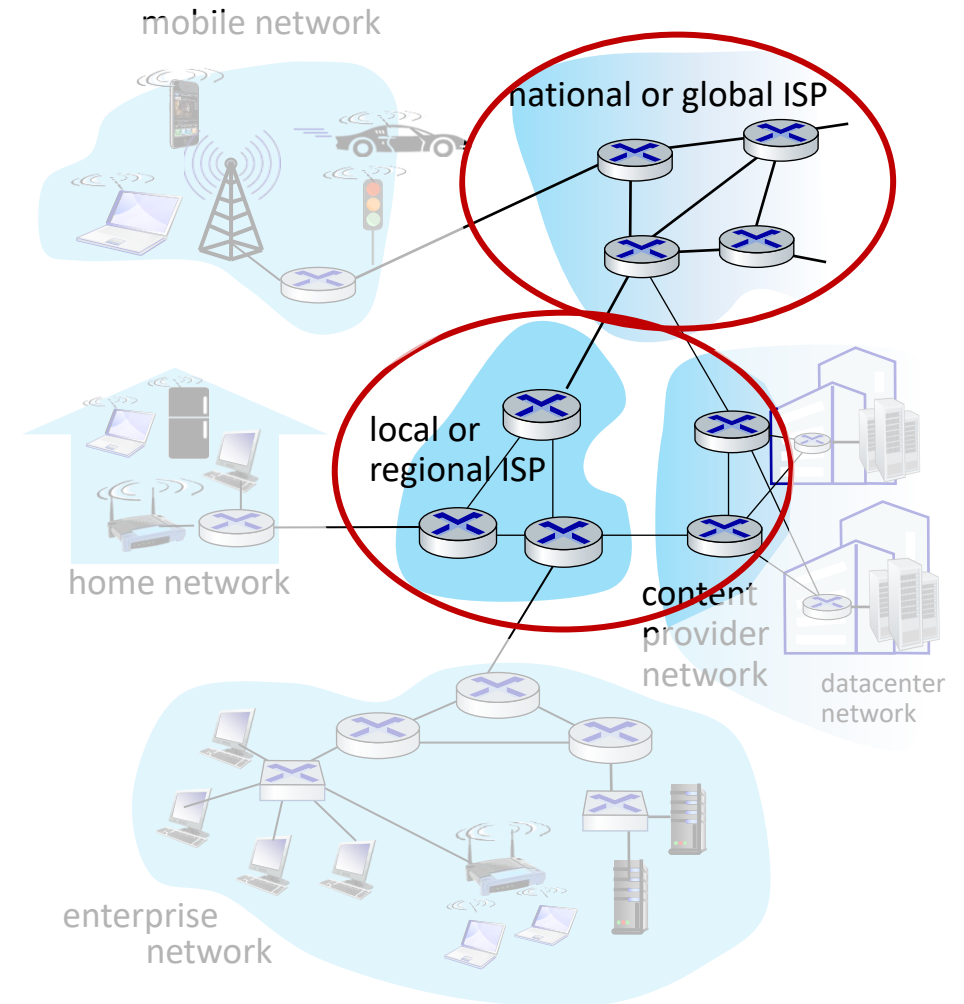 mobile network
national or global ISP
local or
regional ISP
home network
content
provider
network
datacenter
network
enterprise
network